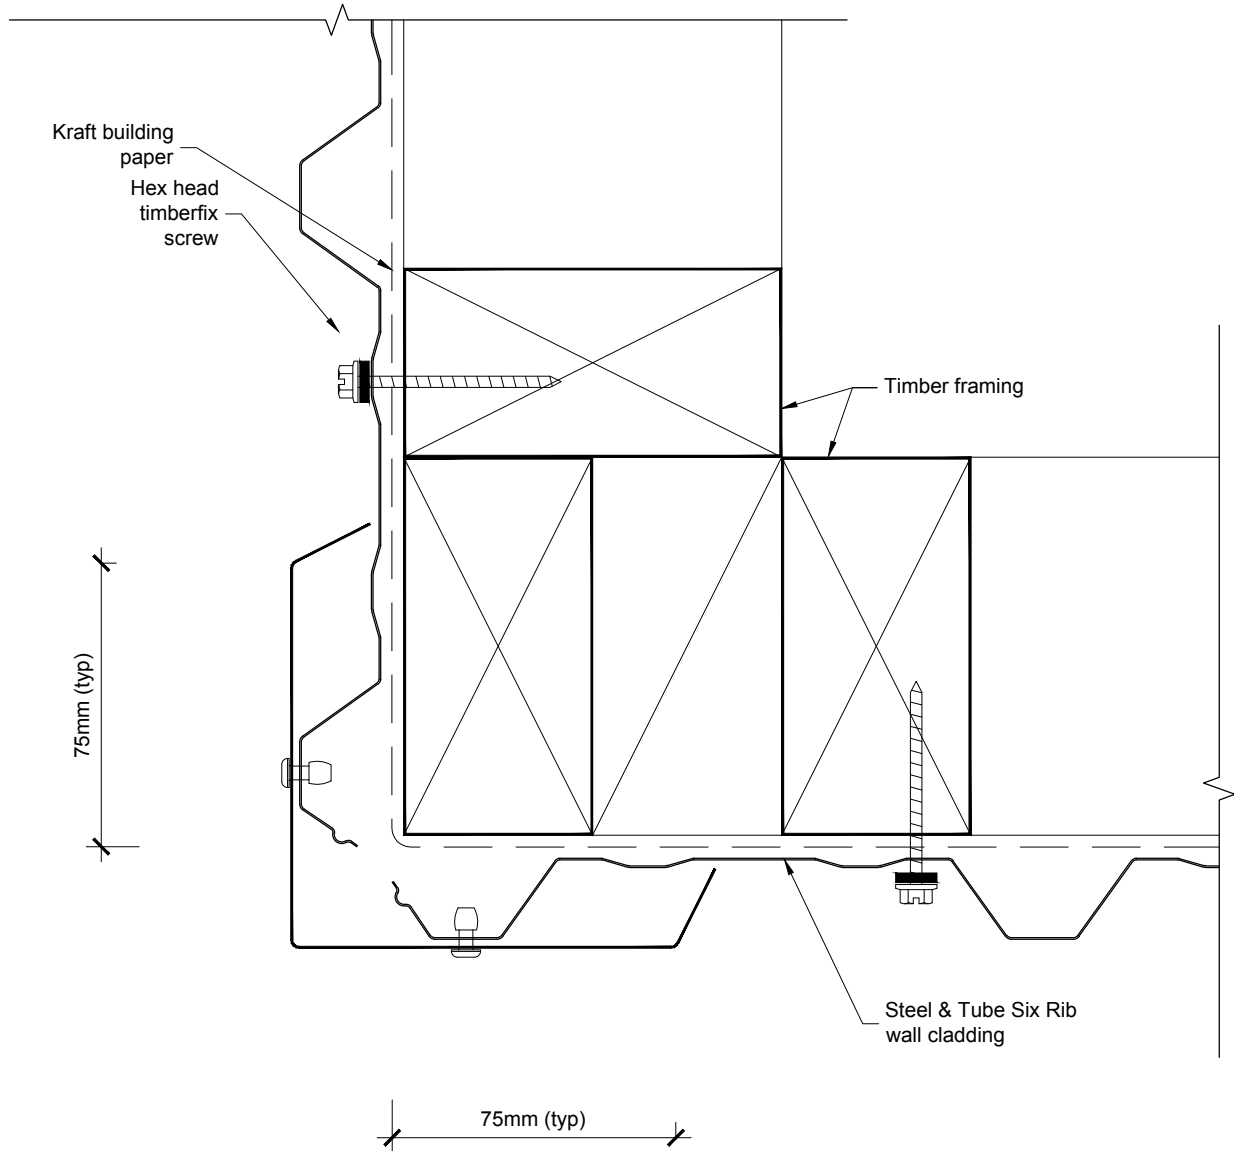 Kraft building
paper
Hex head
timberfix
screw
Timber framing
75mm (typ)
Steel & Tube Six Rib
wall cladding
75mm (typ)